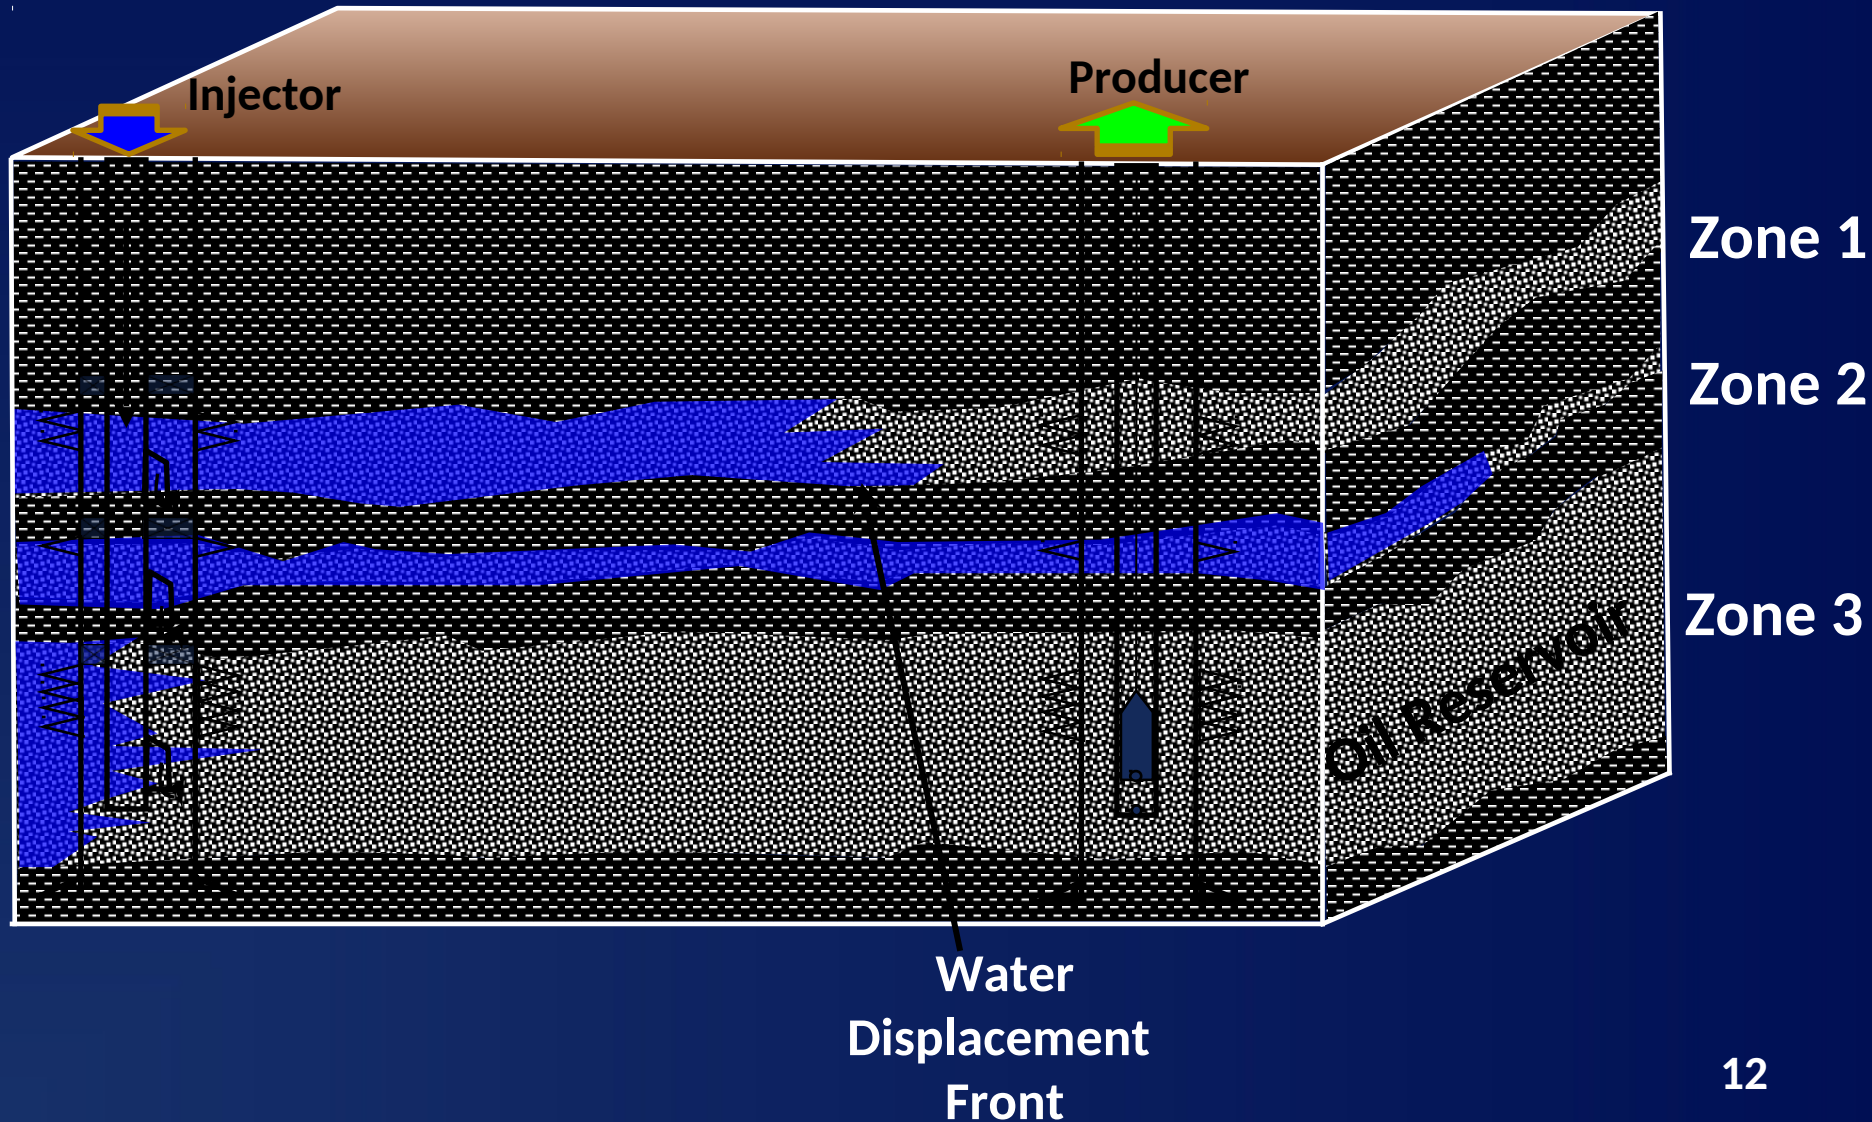 Injector
Producer
Zone 1
Zone 2
Zone 3
Oil Reservoir
Water
Displacement
Front
12